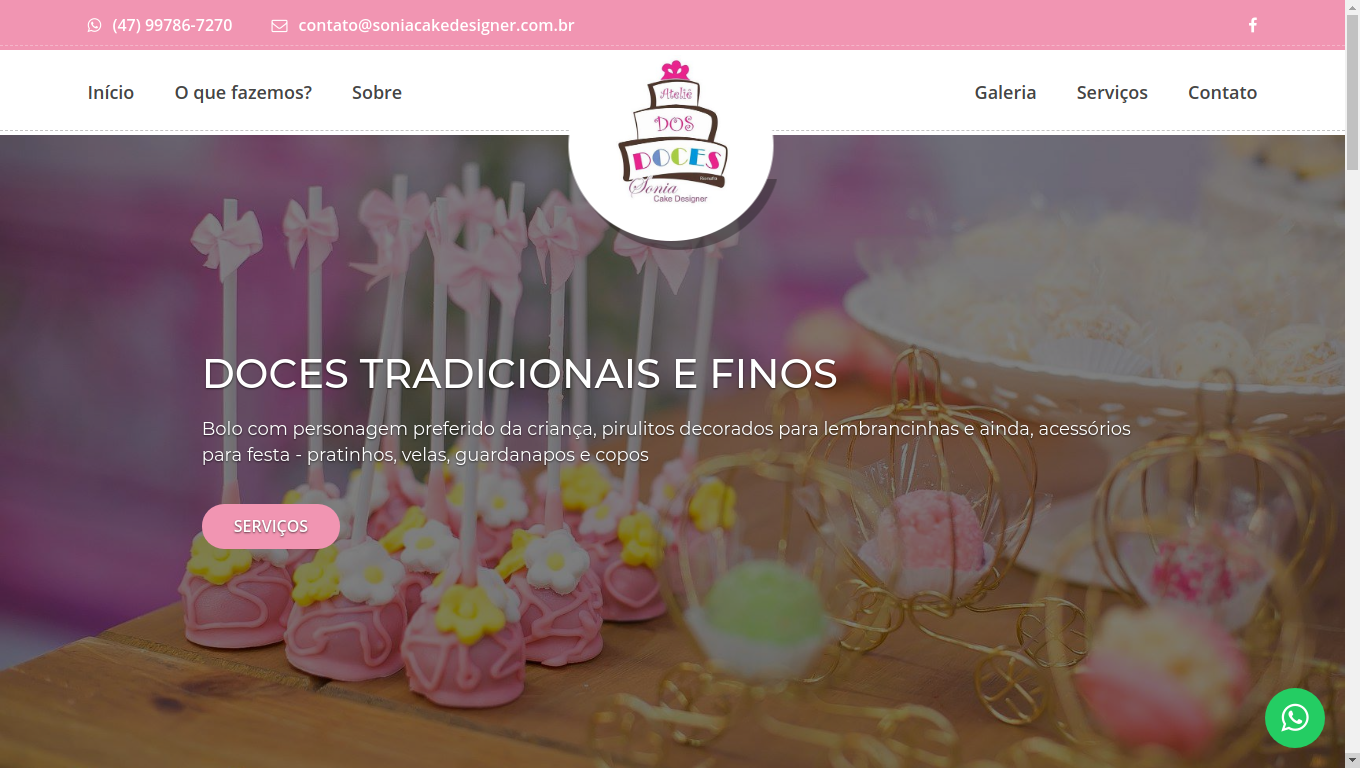 (47) 99786-7270
contato@soniacakedesigner.com.br
Início
O que fazemos?
Sobre
Ateliê
DOS
DOCES
Sonia
Cake Designer
Galeria
Serviços
Contato
DOCES TRADICIONAIS E FINOS
Bolo com personagem preferido da criança, pirulitos decorados para lembrancinhas e ainda, acessórios
para festa - pratinhos, velas, guardanapos e copos
SERVIÇOS